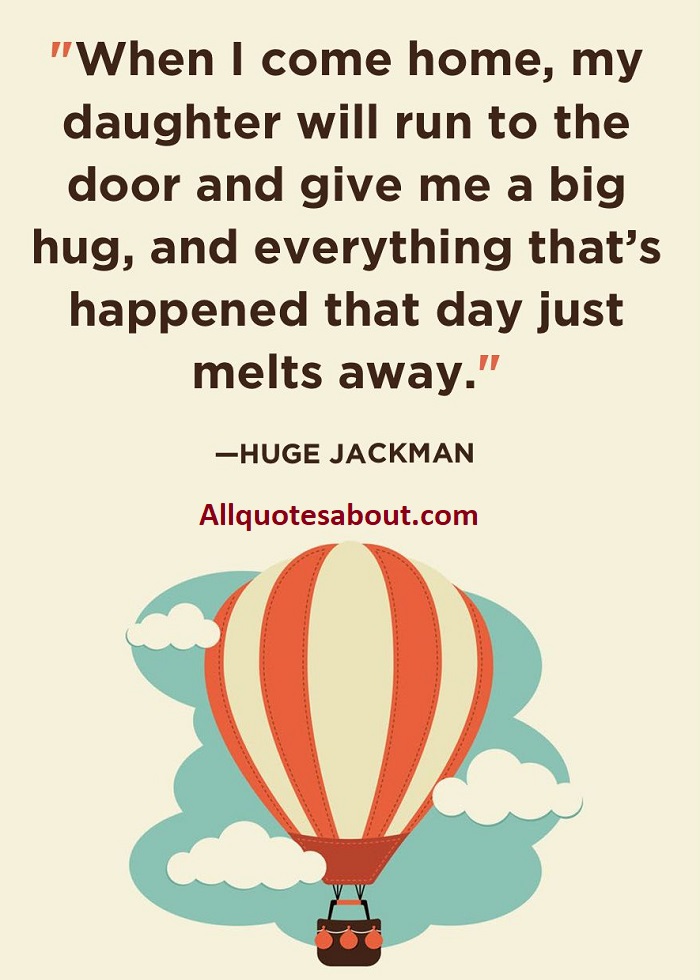 "When I come home, my
daughter will run to the
door and give me a big
hug, and everything that’s
happened that day just
melts away."
—HUGE JACKMAN
Allquotesabout.com